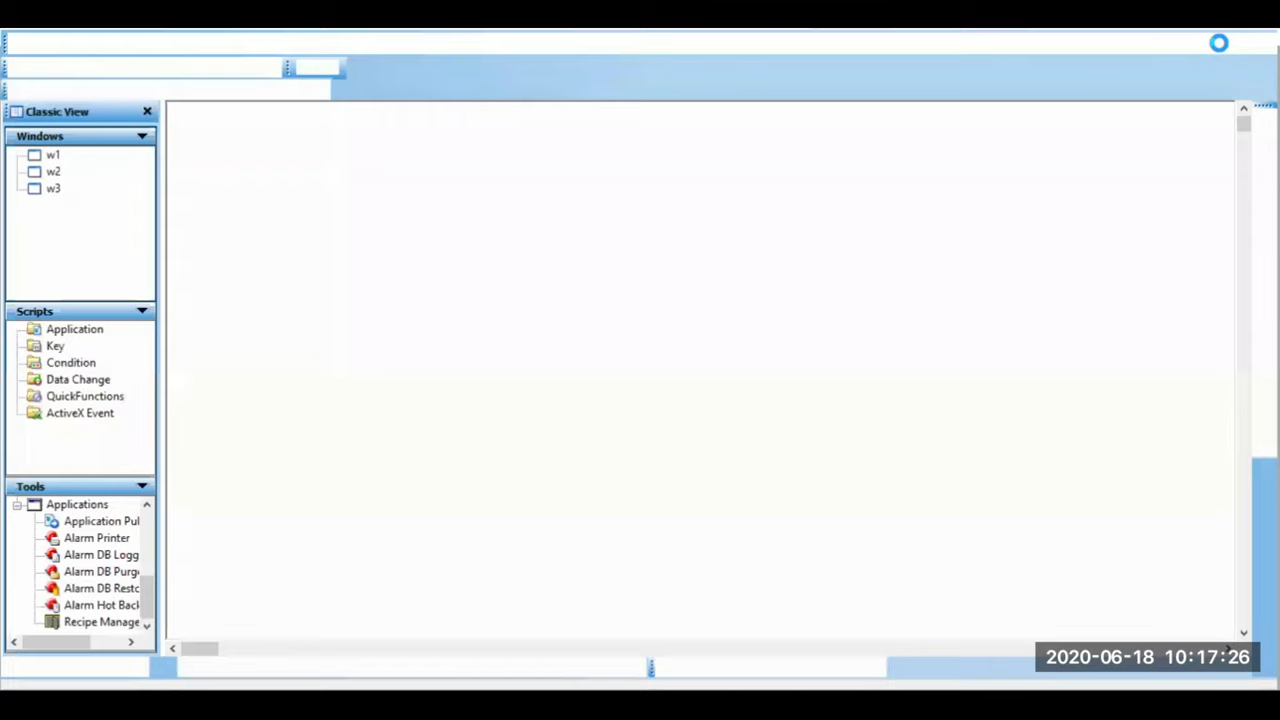 Classic View
Windows
w1
w2
w3
Scripts
Application
Key
Condition
Data Change
QuickFunctions
ActiveX Event
Tools
Applications
Application Pul
Alarm Printer
Alarm DB Logg
Alarm DB Purg
Alarm DB Restc
Alarm Hot Back
Recipe Manage
2020-06-18 10:17:26